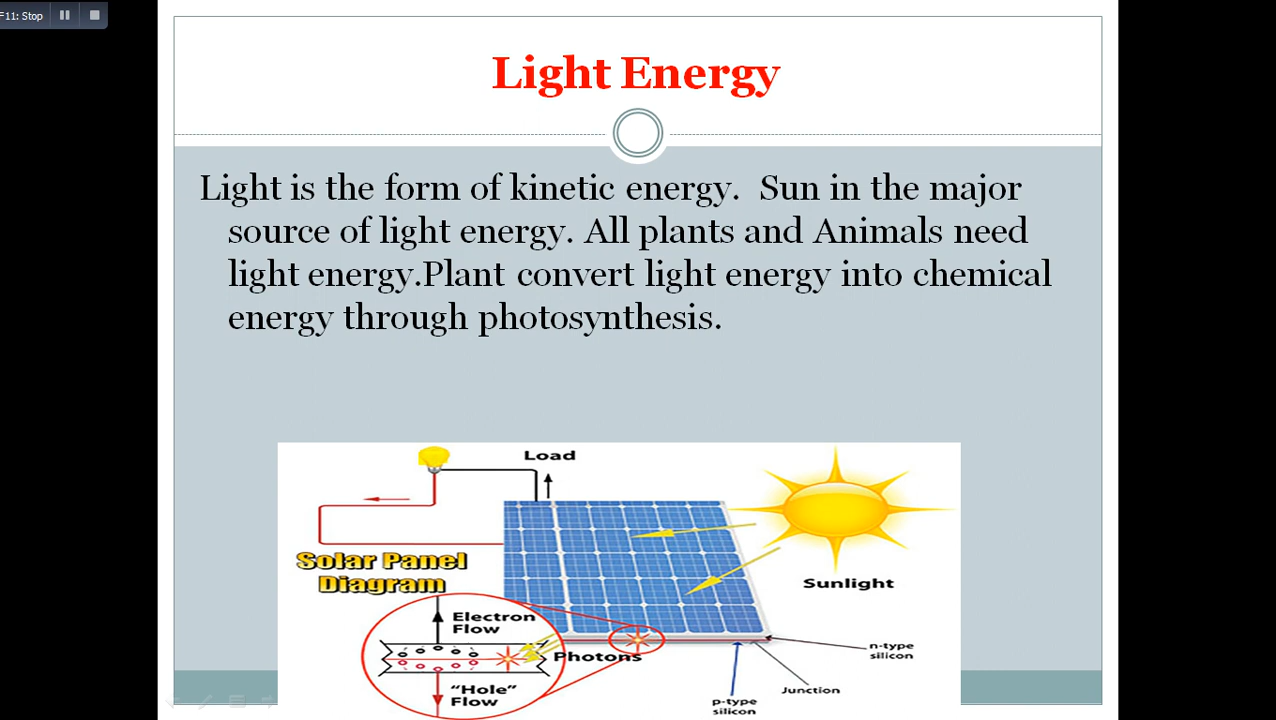 F11: Stop
Light Energy
Light is the form of kinetic energy.  Sun in the major
source of light energy. All plants and Animals need
light energy.Plant convert light energy into chemical
energy through photosynthesis.
Load
Solar Panel
Diagram
Sunlight
Electron
Flow
Photons
"Hole"
Flow
n-type
silicon
Junction
p-type
silicon